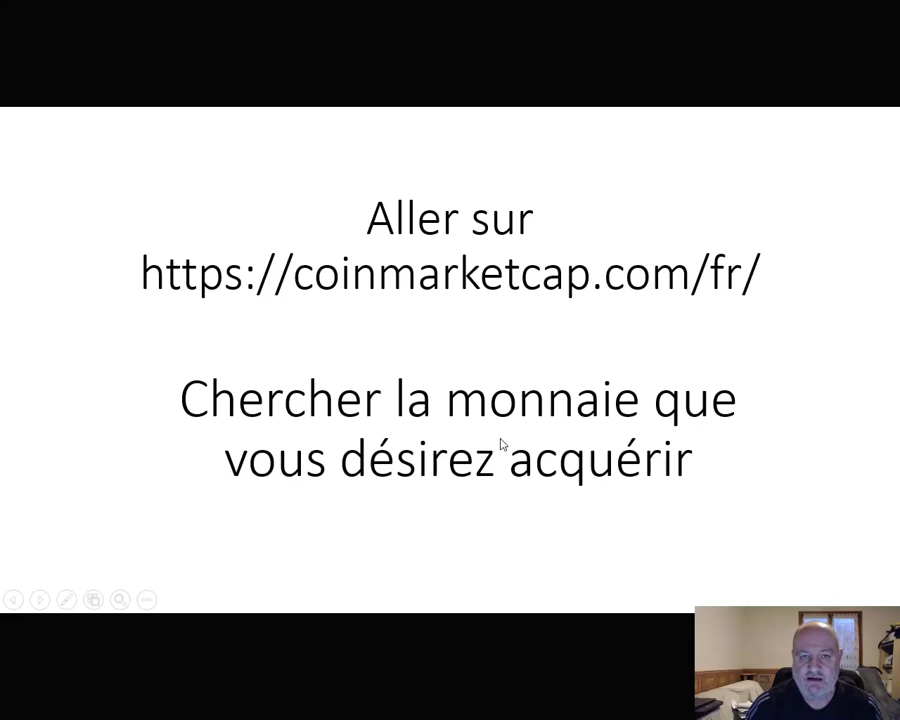 Aller sur
https://coinmarketcap.com/fr/
Chercher la monnaie que
vous désirez acquérir